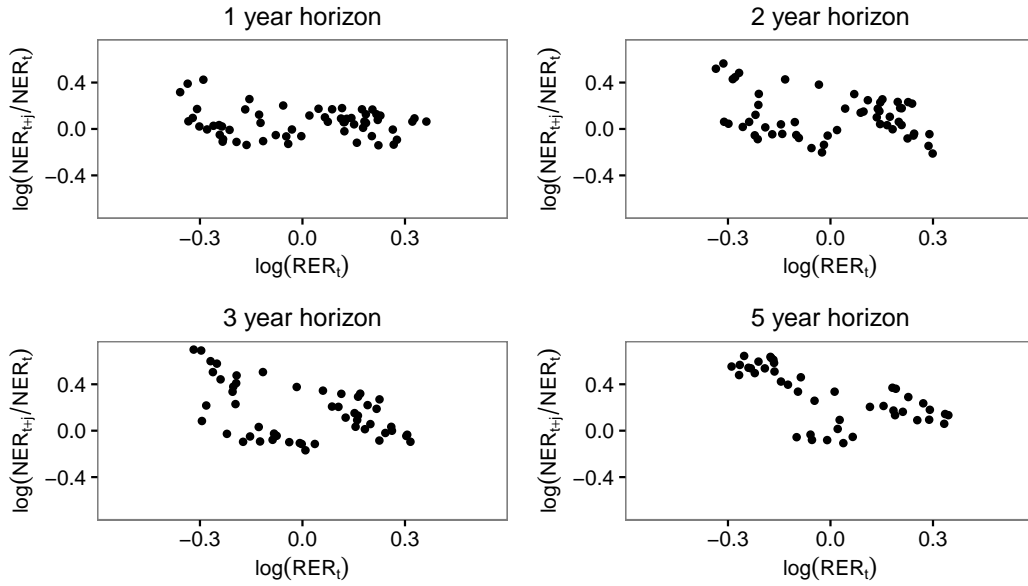 1 year horizon
log(NERt+j/NERt)
0.4
0.0
−0.4
−0.3 0.0 0.3
log(RERt)
2 year horizon
log(NERt+j/NERt)
0.4
0.0
−0.4
−0.3 0.0 0.3
log(RERt)
3 year horizon
log(NERt+j/NERt)
0.4
0.0
−0.4
−0.3 0.0 0.3
log(RERt)
5 year horizon
log(NERt+j/NERt)
0.4
0.0
−0.4
−0.3 0.0 0.3
log(RERt)